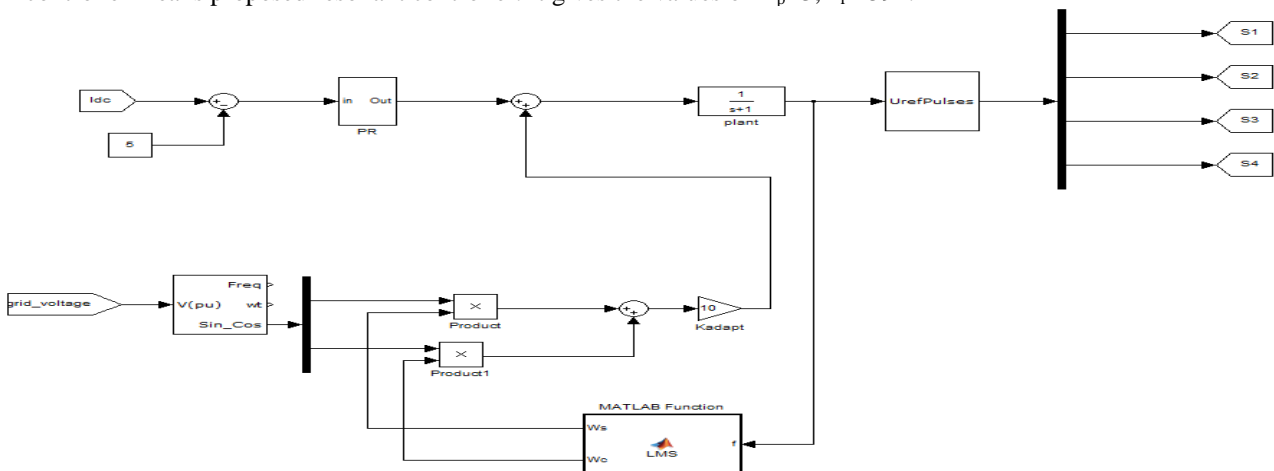 S1
S2
in Out
Idc
1
s+1
UrefPulses
PR
plant
5
S3
S4
Freq
grid_voltage
V(pu) wt
Sin_Cos
10
Product
Kadapt
Product1
MATLAB Function
Ws
LMS
f
Wc